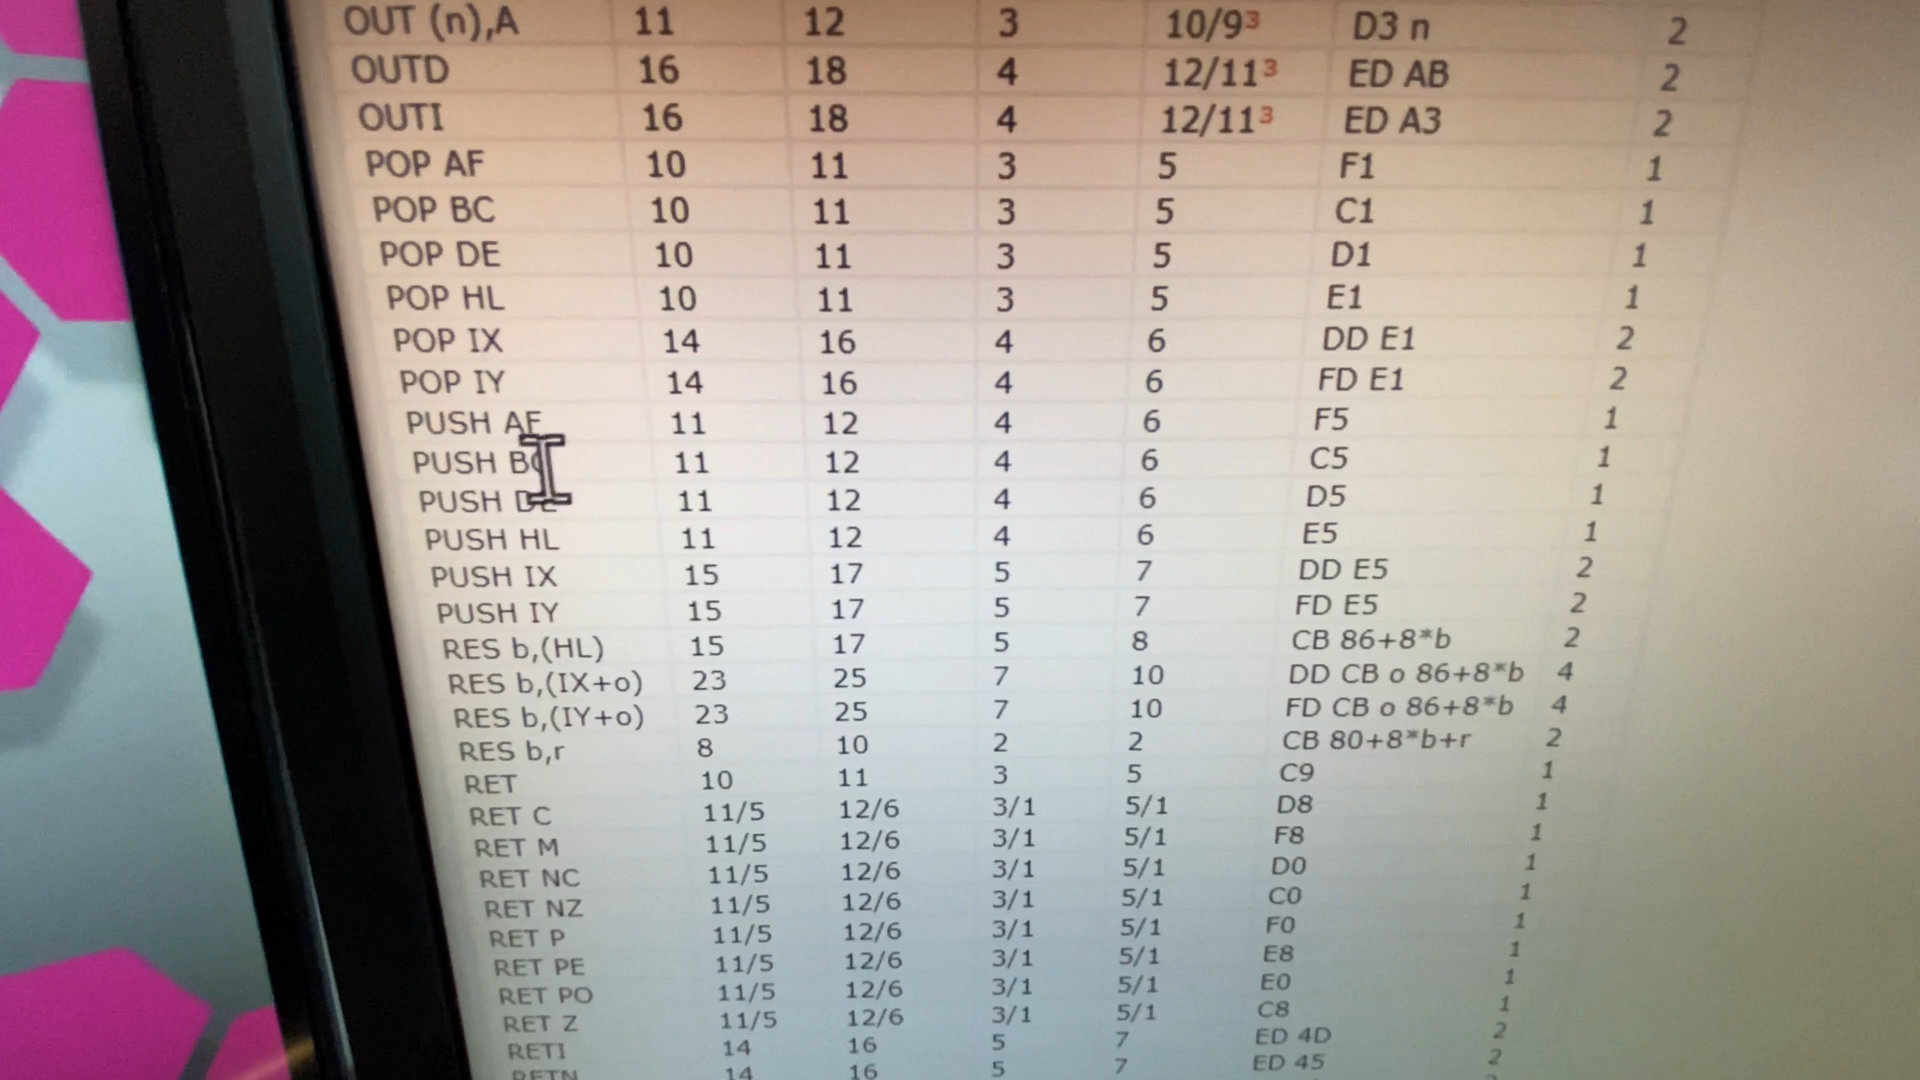 OUT (n),A 11 12 3 10/9³ D3 n 2
OUTD 16 18 4 12/11³ ED AB 2
OUTI 16 18 4 12/11³ ED A3 2
POP AF 10 11 3 5 F1 1
POP BC 10 11 3 5 C1 1
POP DE 10 11 3 5 D1 1
POP HL 10 11 3 5 E1 1
POP IX 14 16 4 6 DD E1 2
POP IY 14 16 4 6 FD E1 2
PUSH AF 11 12 4 6 F5 1
PUSH BC 11 12 4 6 C5 1
PUSH DE 11 12 4 6 D5 1
PUSH HL 11 12 4 6 E5 1
PUSH IX 15 17 5 7 DD E5 2
PUSH IY 15 17 5 7 FD E5 2
RES b,(HL) 15 17 5 8 CB 86+8*b 2
RES b,(IX+o) 23 25 7 10 DD CB o 86+8*b 4
RES b,(IY+o) 23 25 7 10 FD CB o 86+8*b 4
RES b,r 8 10 2 2 CB 80+8*b+r 2
RET 10 11 3 5 C9 1
RET C 11/5 12/6 3/1 5/1 D8 1
RET M 11/5 12/6 3/1 5/1 F8 1
RET NC 11/5 12/6 3/1 5/1 D0 1
RET NZ 11/5 12/6 3/1 5/1 C0 1
RET P 11/5 12/6 3/1 5/1 F0 1
RET PE 11/5 12/6 3/1 5/1 E8 1
RET PO 11/5 12/6 3/1 5/1 E0 1
RET Z 11/5 12/6 3/1 5/1 C8 1
RETI 14 16 5 7 ED 4D 2
RETN 14 16 5 7 ED 45 2